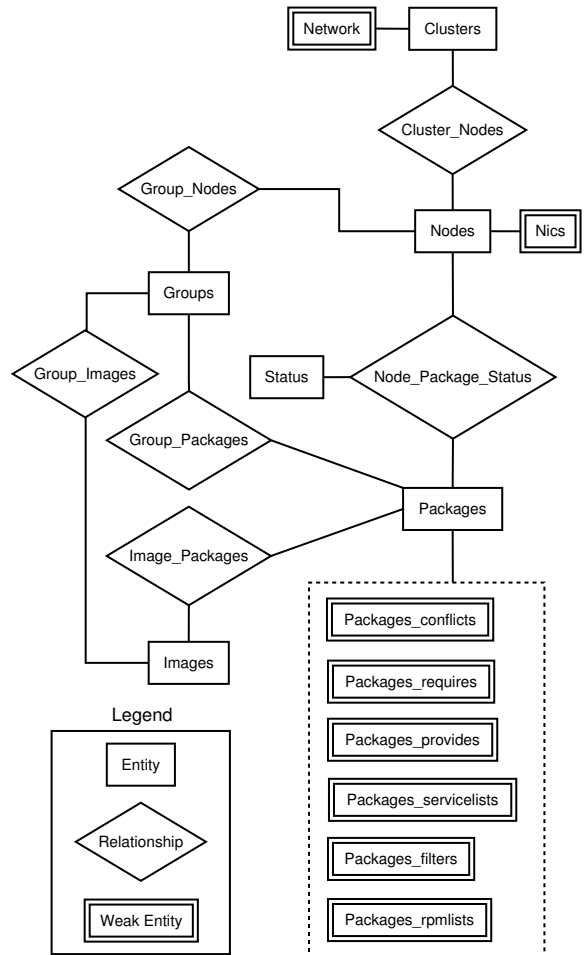 Network
Clusters
Cluster_Nodes
Group_Nodes
Nodes
Nics
Groups
Group_Images
Status
Node_Package_Status
Group_Packages
Packages
Image_Packages
Images
Packages_conflicts
Packages_requires
Packages_provides
Packages_servicelists
Packages_filters
Packages_rpmlists
Legend
Entity
Relationship
Weak Entity